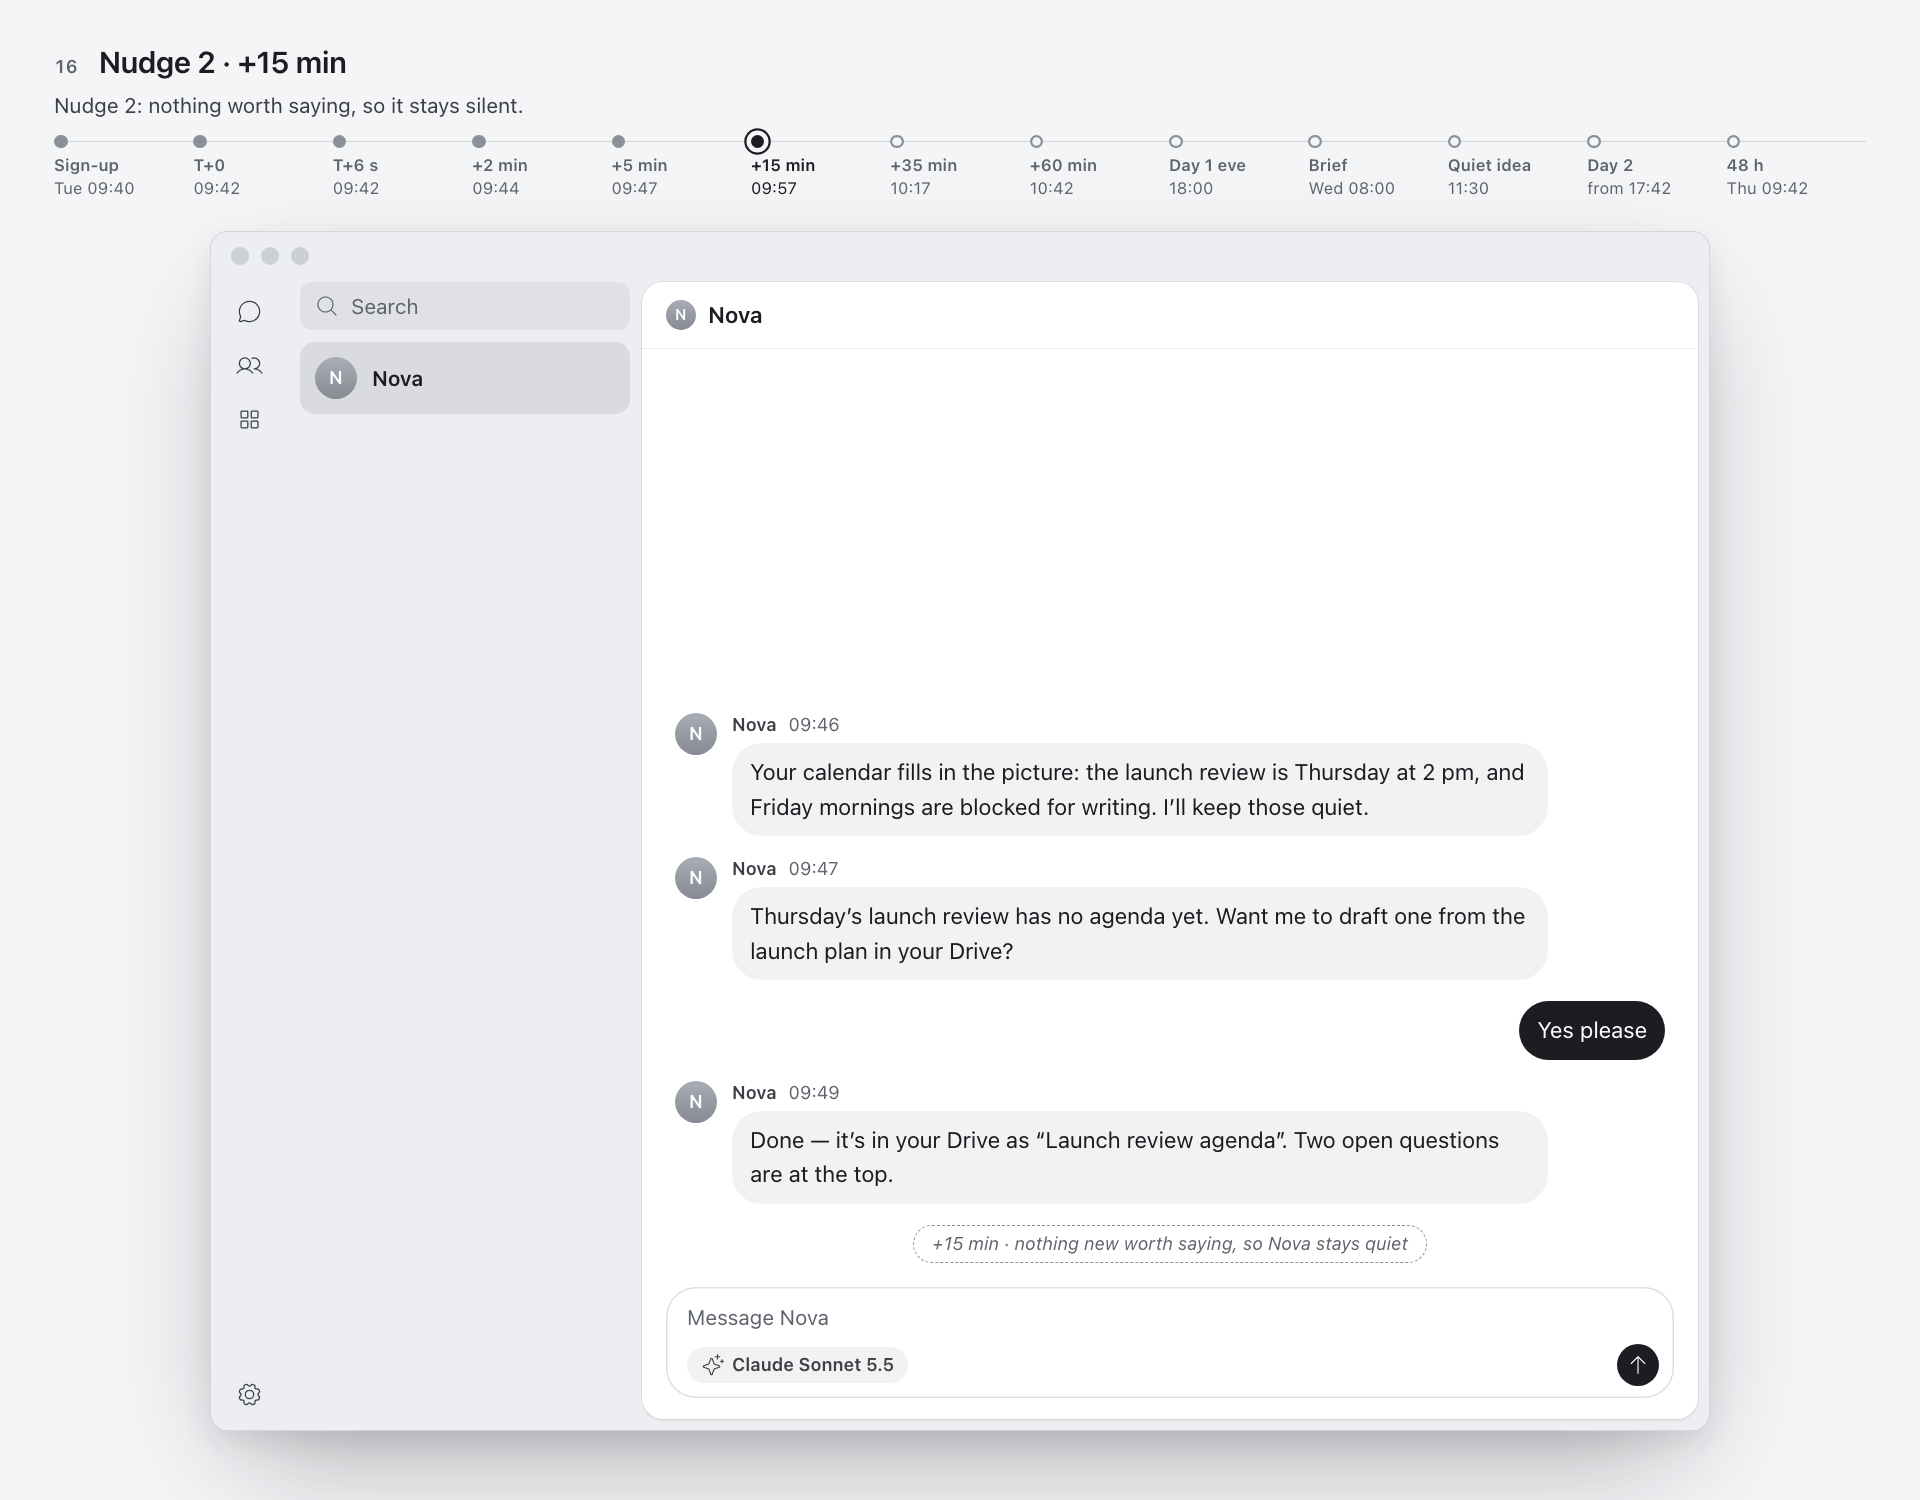 16 Nudge 2 · +15 min
Nudge 2: nothing worth saying, so it stays silent.
Sign-up T+0 T+6 s +2 min +5 min +15 min +35 min +60 min Day 1 eve Brief Quiet idea Day 2 48 h
Tue 09:40 09:42 09:42 09:44 09:47 09:57 10:17 10:42 18:00 Wed 08:00 11:30 from 17:42 Thu 09:42
Search
N Nova
N Nova
N Nova 09:46
Your calendar fills in the picture: the launch review is Thursday at 2 pm, and
Friday mornings are blocked for writing. I’ll keep those quiet.
N Nova 09:47
Thursday’s launch review has no agenda yet. Want me to draft one from the
launch plan in your Drive?
Yes please
N Nova 09:49
Done — it’s in your Drive as “Launch review agenda”. Two open questions
are at the top.
+15 min · nothing new worth saying, so Nova stays quiet
Message Nova
Claude Sonnet 5.5